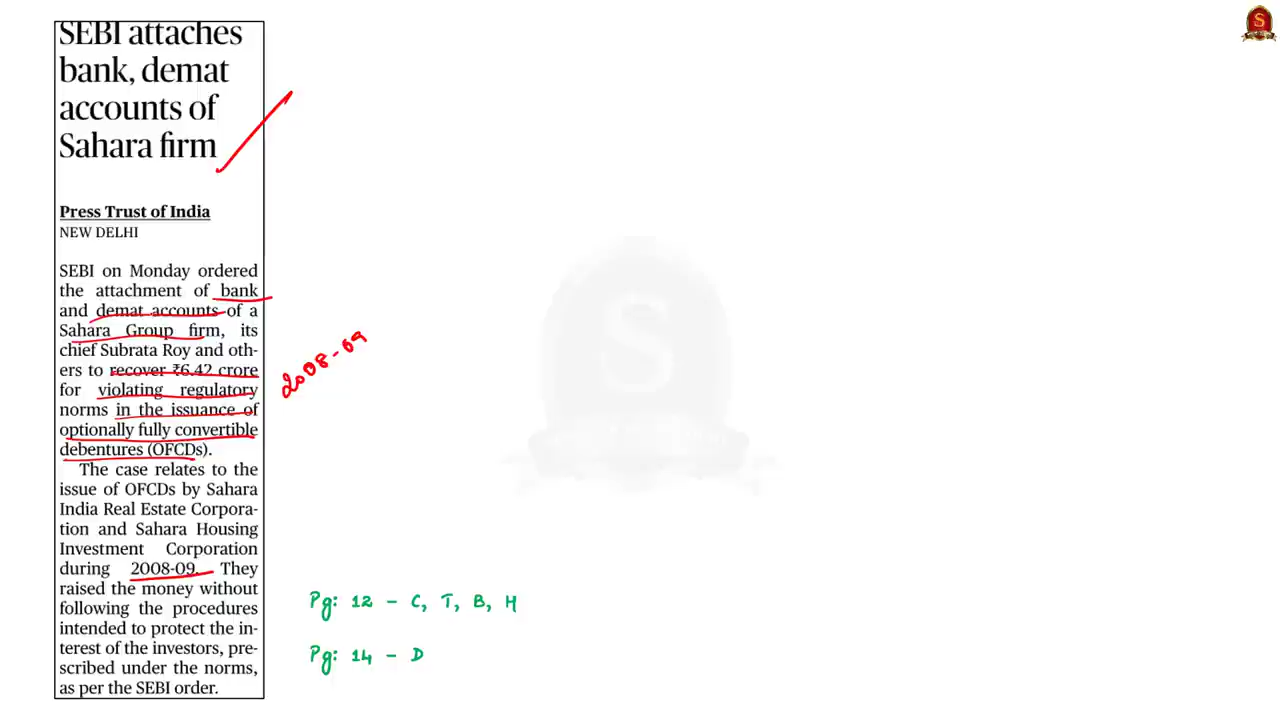 SEBI attaches
bank, demat
accounts of
Sahara firm
Press Trust of India
NEW DELHI
SEBI on Monday ordered
the attachment of bank
and demat accounts of a
Sahara Group firm, its
chief Subrata Roy and oth-
ers to recover ₹6.42 crore
for violating regulatory
norms in the issuance of
optionally fully convertible
debentures (OFCDs).
The case relates to the
issue of OFCDs by Sahara
India Real Estate Corpora-
tion and Sahara Housing
Investment Corporation
during 2008-09. They
raised the money without
following the procedures
intended to protect the in-
terest of the investors, pre-
scribed under the norms,
as per the SEBI order.
2008-09
Pg: 12 - C, T, B, H
Pg: 14 - D
S